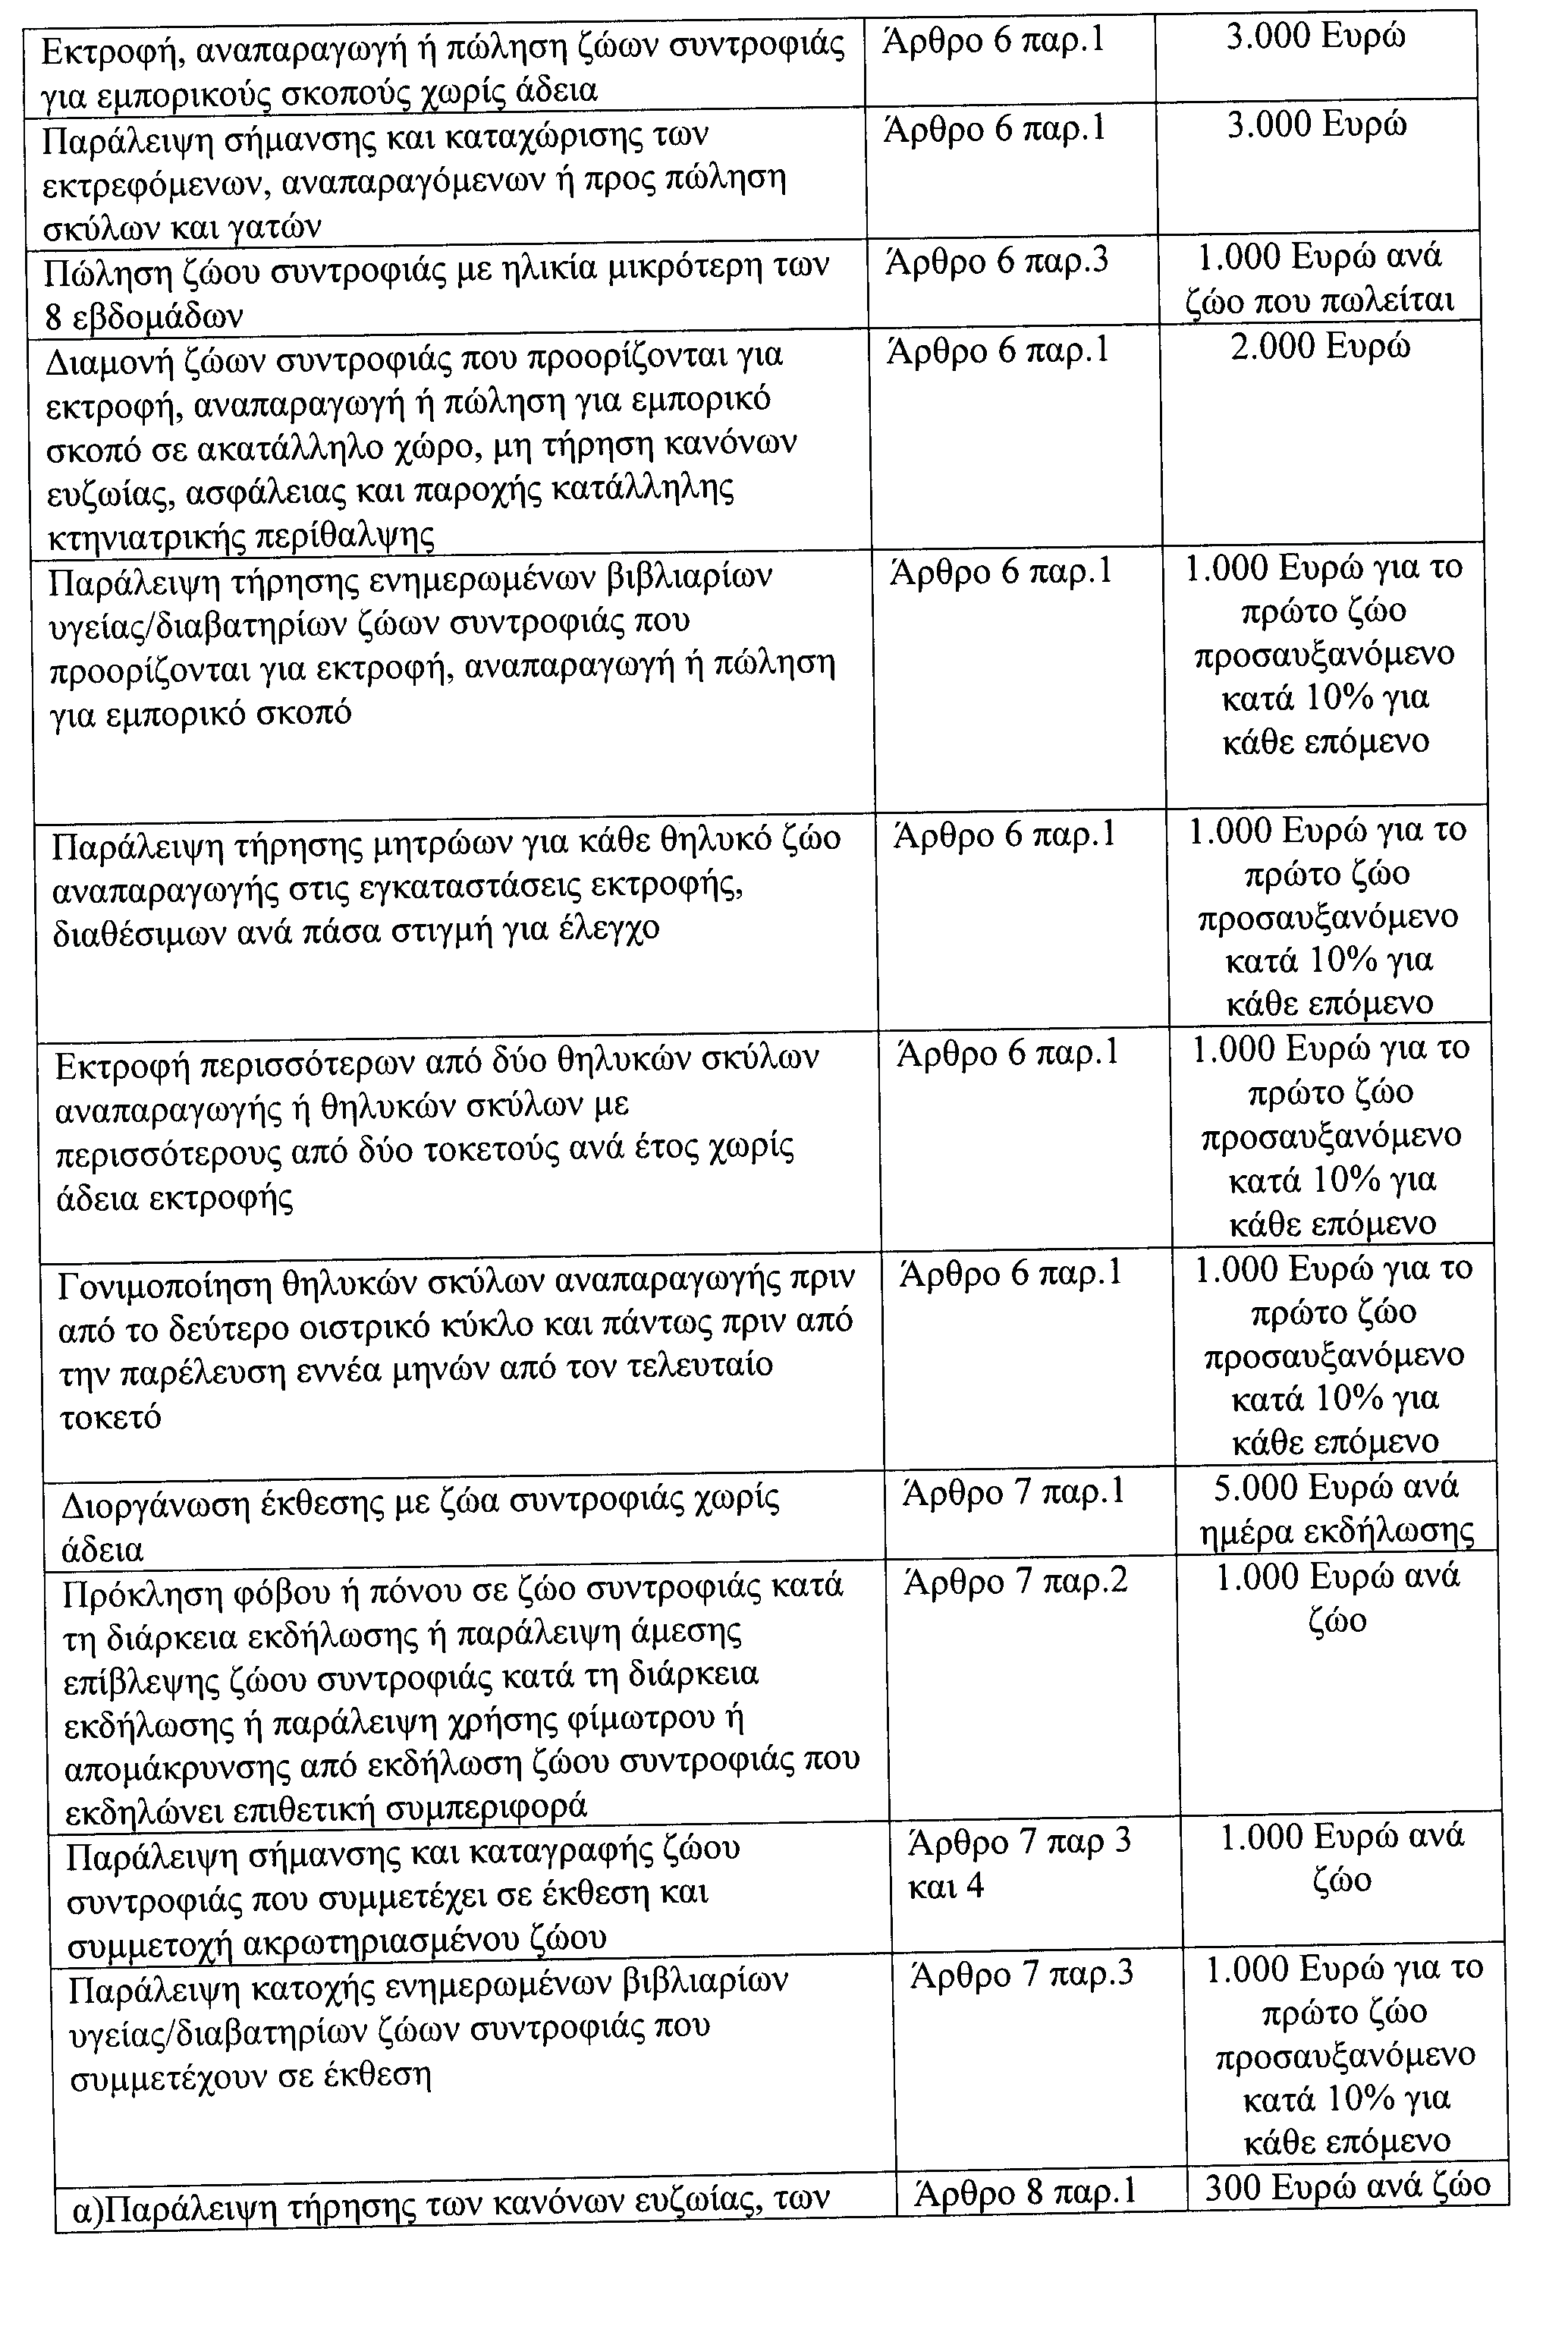 Εκτροφή, αναπαραγωγή ή πώληση ζώων συντροφιάς
για εμπορικούς σκοπούς χωρίς άδεια
Άρθρο 6 παρ.1
3.000 Ευρώ
Παράλειψη σήμανσης και καταχώρισης των
εκτρεφόμενων, αναπαραγόμενων ή προς πώληση
σκύλων και γατών
Άρθρο 6 παρ.1
3.000 Ευρώ
Πώληση ζώου συντροφιάς με ηλικία μικρότερη των
8 εβδομάδων
Άρθρο 6 παρ.3
1.000 Ευρώ ανά
ζώο που πωλείται
Διαμονή ζώων συντροφιάς που προορίζονται για
εκτροφή, αναπαραγωγή ή πώληση για εμπορικό
σκοπό σε ακατάλληλο χώρο, μη τήρηση κανόνων
ευζωίας, ασφάλειας και παροχής κατάλληλης
κτηνιατρικής περίθαλψης
Άρθρο 6 παρ.1
2.000 Ευρώ
Παράλειψη τήρησης ενημερωμένων βιβλιαρίων
υγείας/διαβατηρίων ζώων συντροφιάς που
προορίζονται για εκτροφή, αναπαραγωγή ή πώληση
για εμπορικό σκοπό
Άρθρο 6 παρ.1
1.000 Ευρώ για το
πρώτο ζώο
προσαυξανόμενο
κατά 10% για
κάθε επόμενο
Παράλειψη τήρησης μητρώων για κάθε θηλυκό ζώο
αναπαραγωγής στις εγκαταστάσεις εκτροφής,
διαθέσιμων ανά πάσα στιγμή για έλεγχο
Άρθρο 6 παρ.1
1.000 Ευρώ για το
πρώτο ζώο
προσαυξανόμενο
κατά 10% για
κάθε επόμενο
Εκτροφή περισσότερων από δύο θηλυκών σκύλων
αναπαραγωγής ή θηλυκών σκύλων με
περισσότερους από δύο τοκετούς ανά έτος χωρίς
άδεια εκτροφής
Άρθρο 6 παρ.1
1.000 Ευρώ για το
πρώτο ζώο
προσαυξανόμενο
κατά 10% για
κάθε επόμενο
Γονιμοποίηση θηλυκών σκύλων αναπαραγωγής πριν
από το δεύτερο οιστρικό κύκλο και πάντως πριν από
την παρέλευση εννέα μηνών από τον τελευταίο
τοκετό
Άρθρο 6 παρ.1
1.000 Ευρώ για το
πρώτο ζώο
προσαυξανόμενο
κατά 10% για
κάθε επόμενο
Διοργάνωση έκθεσης με ζώα συντροφιάς χωρίς
άδεια
Άρθρο 7 παρ.1
5.000 Ευρώ ανά
ημέρα εκδήλωσης
Πρόκληση φόβου ή πόνου σε ζώο συντροφιάς κατά
τη διάρκεια εκδήλωσης ή παράλειψη άμεσης
επίβλεψης ζώου συντροφιάς κατά τη διάρκεια
εκδήλωσης ή παράλειψη χρήσης φίμωτρου ή
απομάκρυνσης από εκδήλωση ζώου συντροφιάς που
εκδηλώνει επιθετική συμπεριφορά
Άρθρο 7 παρ.2
1.000 Ευρώ ανά
ζώο
Παράλειψη σήμανσης και καταγραφής ζώου
συντροφιάς που συμμετέχει σε έκθεση και
συμμετοχή ακρωτηριασμένου ζώου
Άρθρο 7 παρ 3
και 4
1.000 Ευρώ ανά
ζώο
Παράλειψη κατοχής ενημερωμένων βιβλιαρίων
υγείας/διαβατηρίων ζώων συντροφιάς που
συμμετέχουν σε έκθεση
Άρθρο 7 παρ.3
1.000 Ευρώ για το
πρώτο ζώο
προσαυξανόμενο
κατά 10% για
κάθε επόμενο
α)Παράλειψη τήρησης των κανόνων ευζωίας, των
Άρθρο 8 παρ.1
300 Ευρώ ανά ζώο